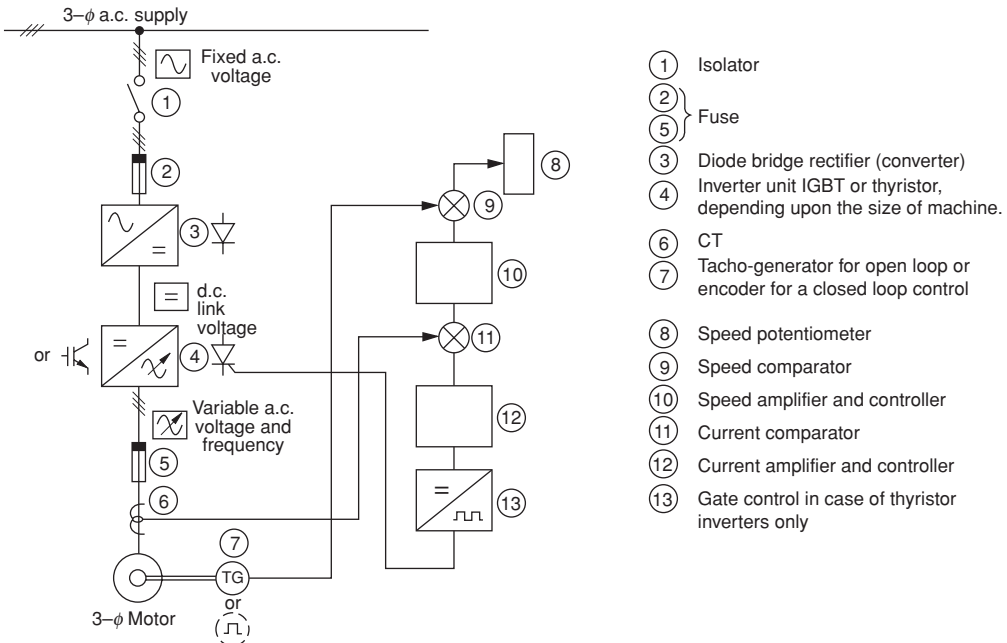 3–ϕ a.c. supply
Fixed a.c.
voltage
1
2
3
d.c.
link
voltage
or
4
Variable a.c.
voltage and
frequency
5
6
7
TG
or
3–ϕ Motor
8
9
10
11
12
13
1 Isolator
2
5
Fuse
3 Diode bridge rectifier (converter)
4 Inverter unit IGBT or thyristor,
depending upon the size of machine.
6 CT
7 Tacho-generator for open loop or
encoder for a closed loop control
8 Speed potentiometer
9 Speed comparator
10 Speed amplifier and controller
11 Current comparator
12 Current amplifier and controller
13 Gate control in case of thyristor
inverters only